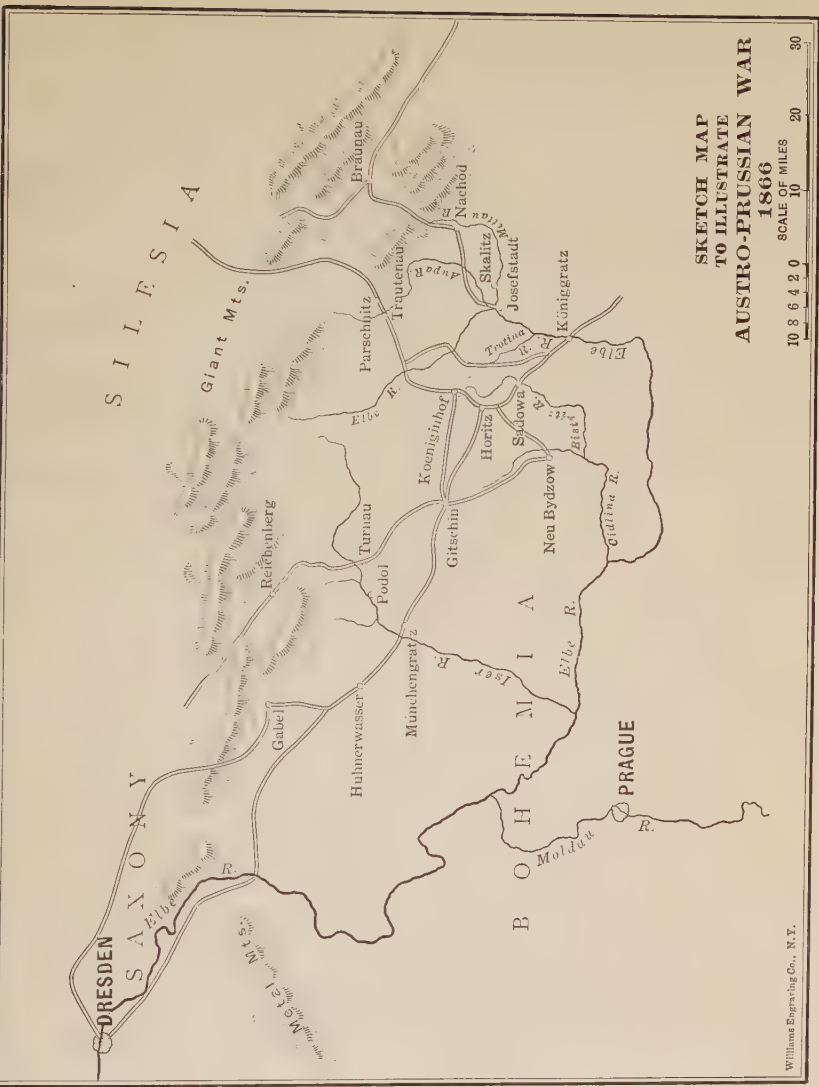 SKETCH MAP
TO ILLUSTRATE
AUSTRO-PRUSSIAN WAR
1866
SCALE OF MILES
10 8 6 4 2 0 10 20 30
SILESIA
Giant Mts.
SAXONY
DRESDEN
Elbe
R.
Metzl Mts.
Gabel
Reichenberg
Huhnerwasser
Münchengratz
Podol
Turnau
Iser
R.
Gitschin
Koeniginhof
Horitz
Sadowa
Neu Bydzow
Bistritz
R.
Cidlina R.
Elbe R.
Parschnitz
Trautenau
Aupa R
Braunau
Nachod
R.
Mettau
Skalitz
Josefstadt
Königgratz
Trotina
R.
Elbe
R.
Elbe
BOHEMIA
PRAGUE
Moldau
R.
Williams Engraving Co., N.Y.